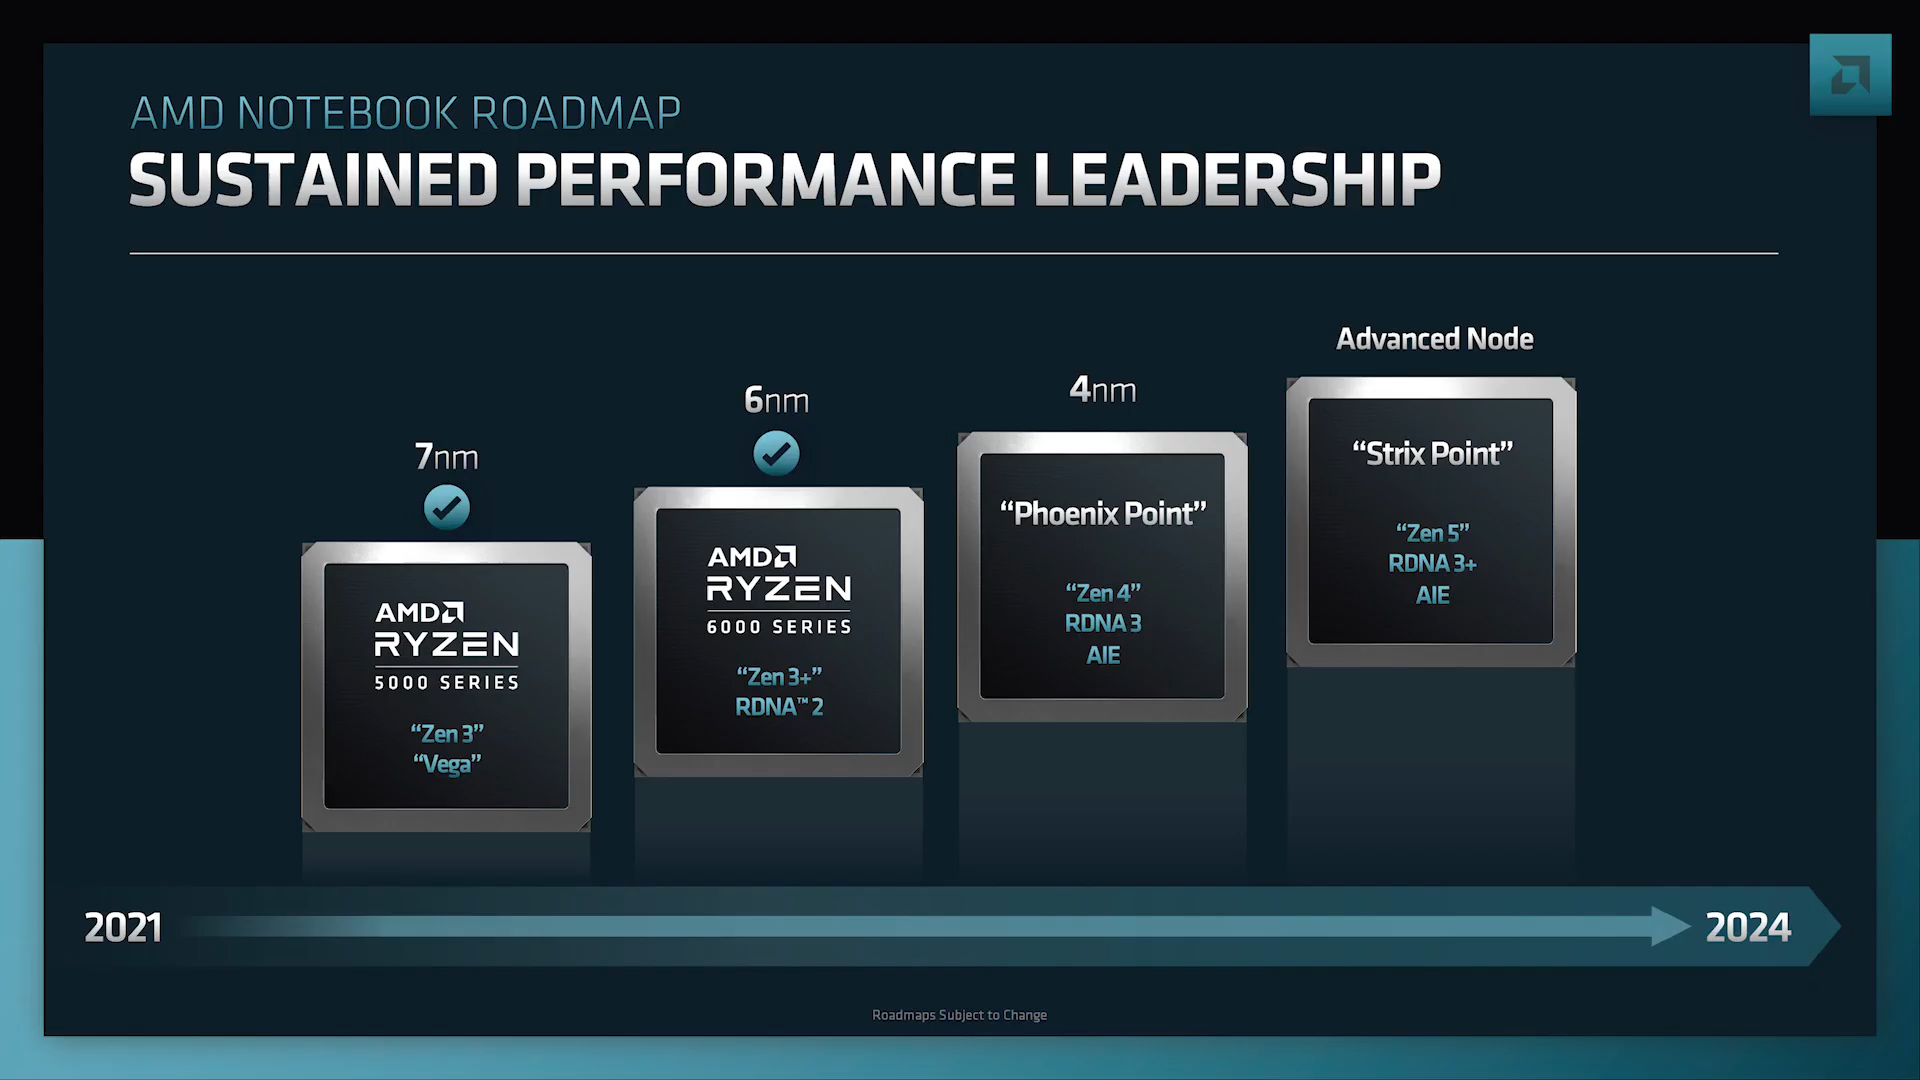 AMD NOTEBOOK ROADMAP
SUSTAINED PERFORMANCE LEADERSHIP
7nm
AMD
RYZEN
5000 SERIES
“Zen 3”
“Vega”
6nm
AMD
RYZEN
6000 SERIES
“Zen 3+”
RDNA™ 2
4nm
“Phoenix Point”
“Zen 4”
RDNA 3
AIE
Advanced Node
“Strix Point”
“Zen 5”
RDNA 3+
AIE
2021
2024
Roadmaps Subject to Change